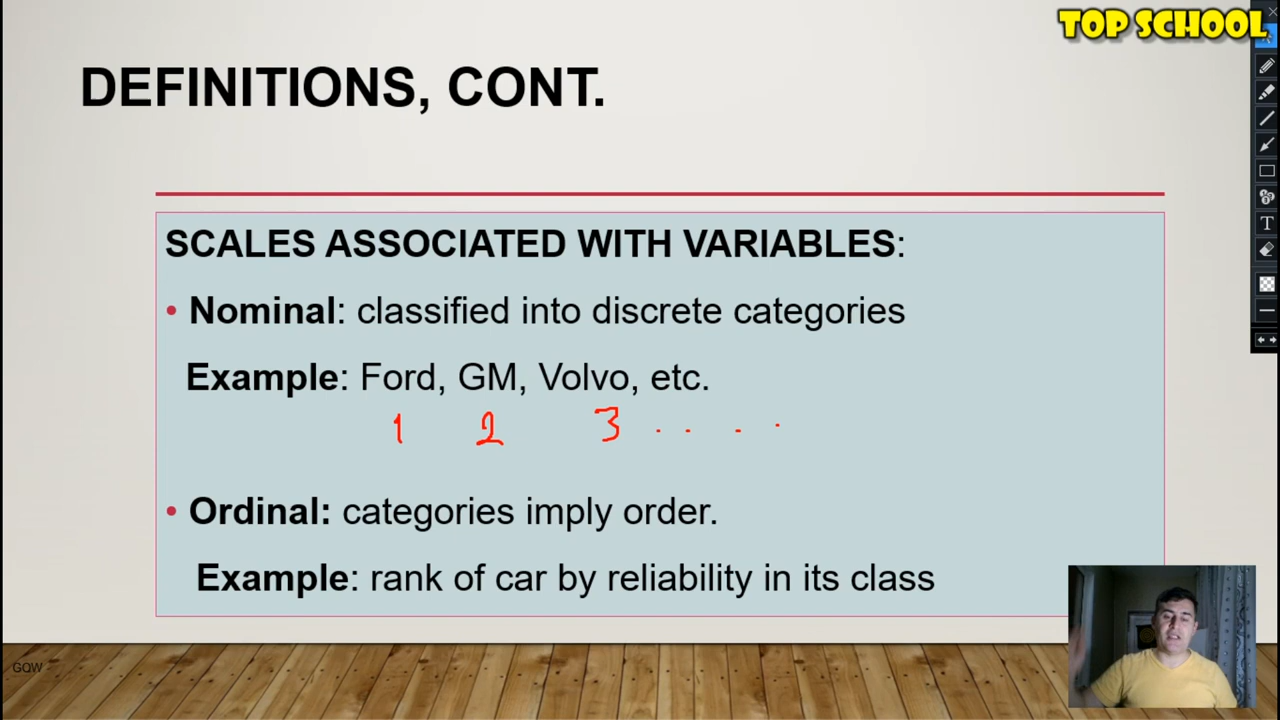 TOP SCHOOL
DEFINITIONS, CONT.
SCALES ASSOCIATED WITH VARIABLES:
• Nominal: classified into discrete categories
Example: Ford, GM, Volvo, etc.
1 2 3 . . . .
• Ordinal: categories imply order.
Example: rank of car by reliability in its class
GQW